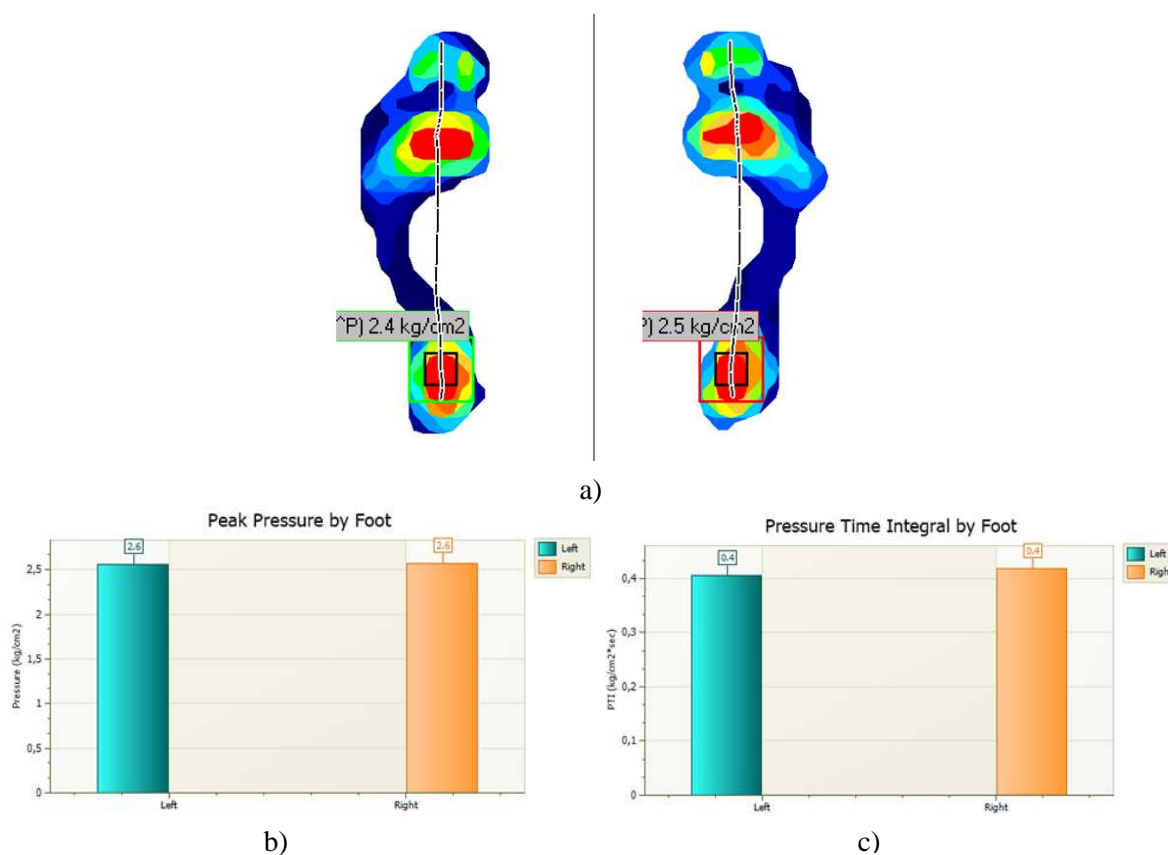 ^P) 2.4 kg/cm2
P) 2.5 kg/cm2
a)
Peak Pressure by Foot
2.6
2.6
Left
Right
2,5
2
1,5
1
0,5
0
Pressure (kg/cm2)
Left
Right
b)
Pressure Time Integral by Foot
0.4
0.4
Left
Right
0,4
0,3
0,2
0,1
0,0
PTI (kg/cm2*sec)
Left
Right
c)